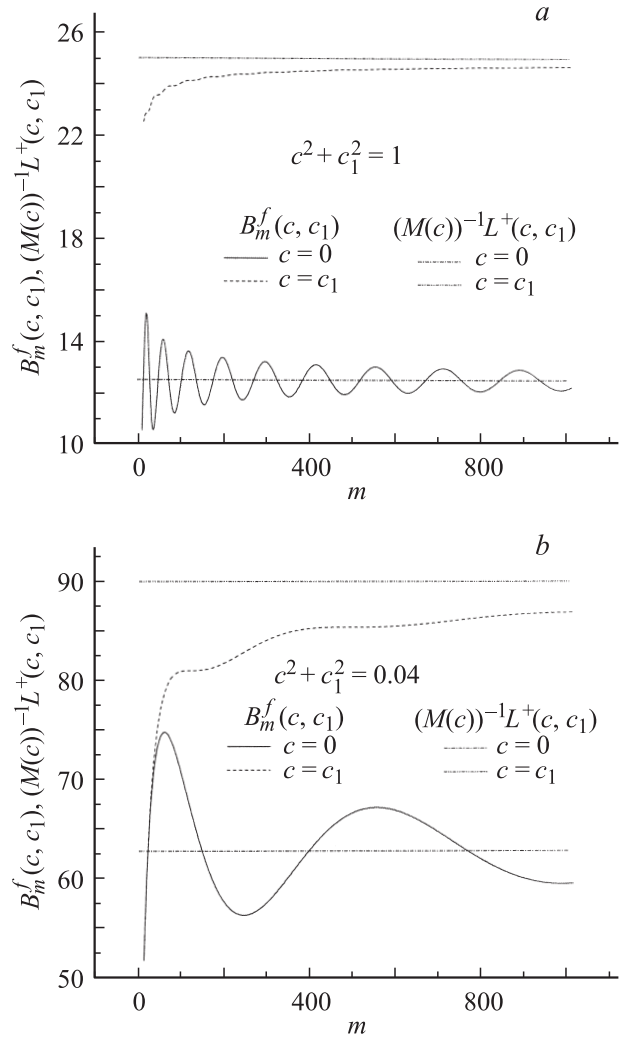 a
26
22
18
14
10
B_m^f(c, c₁), (M(c))⁻¹L⁺(c, c₁)
c² + c₁² = 1
B_m^f(c, c₁) (M(c))⁻¹L⁺(c, c₁)
c = 0 c = 0
c = c₁ c = c₁
0 400 800
m
b
90
80
70
60
50
B_m^f(c, c₁), (M(c))⁻¹L⁺(c, c₁)
c² + c₁² = 0.04
B_m^f(c, c₁) (M(c))⁻¹L⁺(c, c₁)
c = 0 c = 0
c = c₁ c = c₁
0 400 800
m